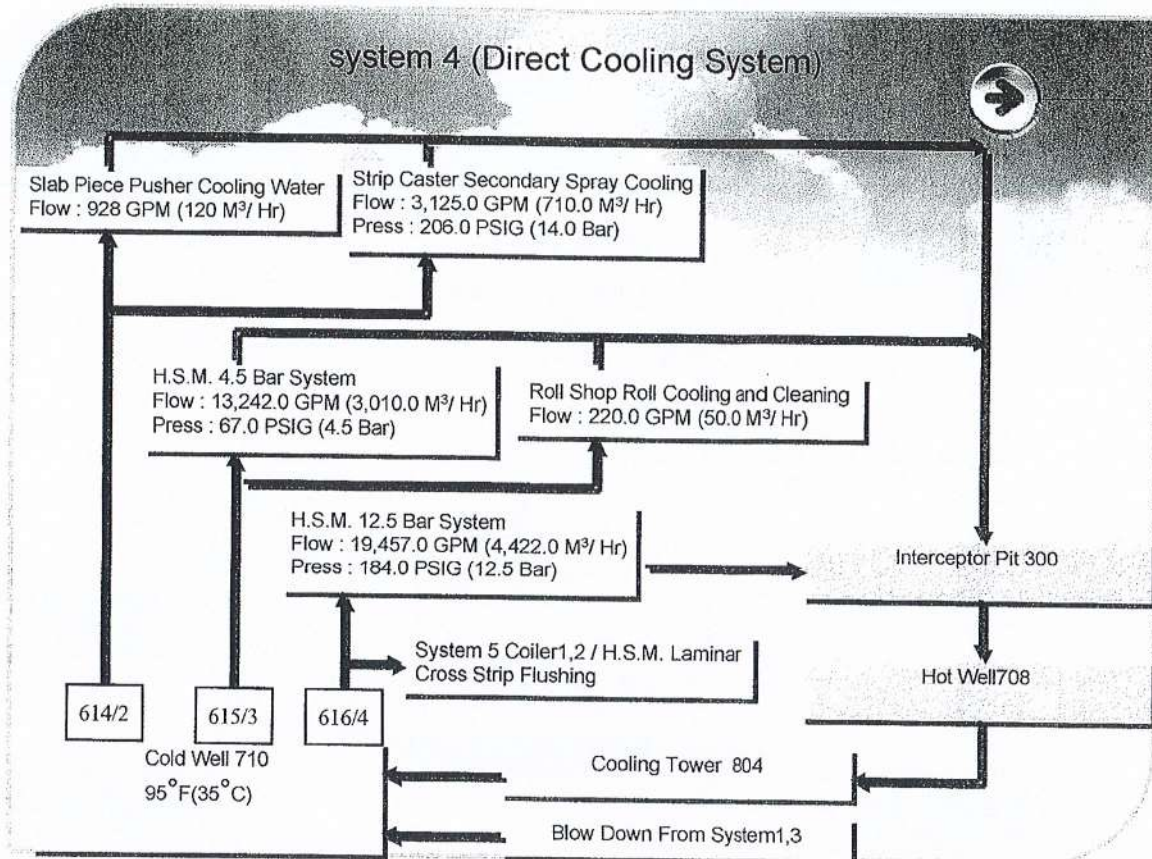 system 4 (Direct Cooling System)
Slab Piece Pusher Cooling Water
Flow : 928 GPM (120 M³/ Hr)
Strip Caster Secondary Spray Cooling
Flow : 3,125.0 GPM (710.0 M³/ Hr)
Press : 206.0 PSIG (14.0 Bar)
H.S.M. 4.5 Bar System
Flow : 13,242.0 GPM (3,010.0 M³/ Hr)
Press : 67.0 PSIG (4.5 Bar)
Roll Shop Roll Cooling and Cleaning
Flow : 220.0 GPM (50.0 M³/ Hr)
H.S.M. 12.5 Bar System
Flow : 19,457.0 GPM (4,422.0 M³/ Hr)
Press : 184.0 PSIG (12.5 Bar)
Interceptor Pit 300
System 5 Coiler1,2 / H.S.M. Laminar
Cross Strip Flushing
Hot Well708
614/2
615/3
616/4
Cold Well 710
95°F(35°C)
Cooling Tower 804
Blow Down From System1,3